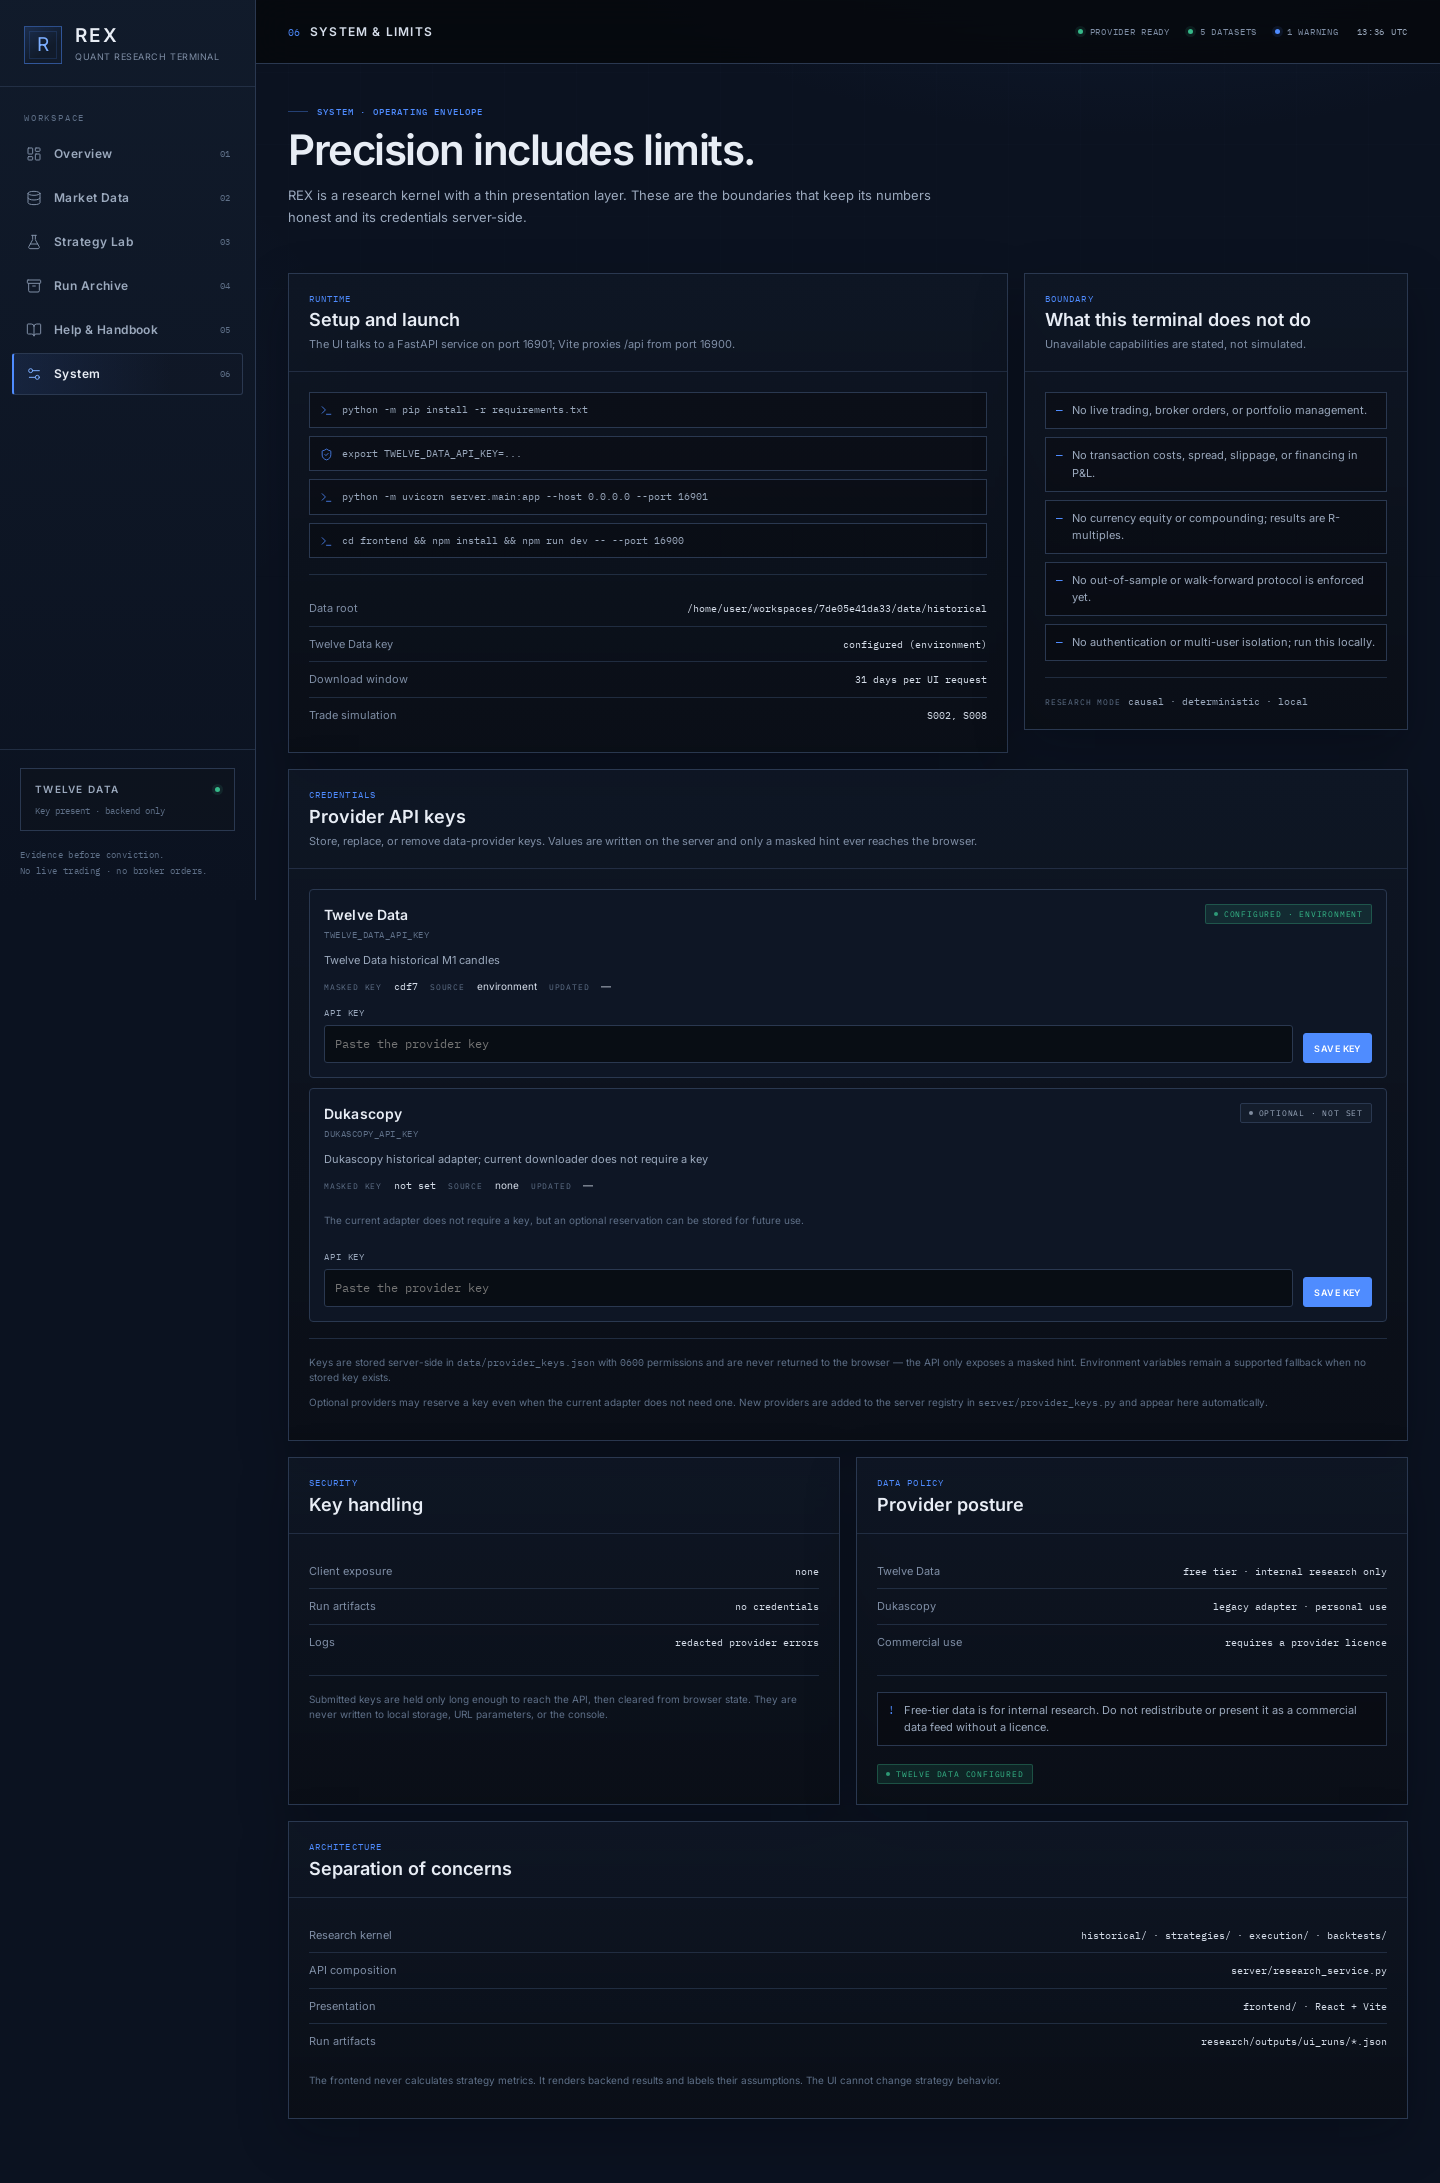 R
REX
QUANT RESEARCH TERMINAL
WORKSPACE
Overview 01
Market Data 02
Strategy Lab 03
Run Archive 04
Help & Handbook 05
System 06
TWELVE DATA
Key present · backend only
Evidence before conviction.
No live trading · no broker orders.
06 SYSTEM & LIMITS
PROVIDER READY 5 DATASETS 1 WARNING 13:36 UTC
SYSTEM · OPERATING ENVELOPE
Precision includes limits.
REX is a research kernel with a thin presentation layer. These are the boundaries that keep its numbers
honest and its credentials server-side.
RUNTIME
Setup and launch
The UI talks to a FastAPI service on port 16901; Vite proxies /api from port 16900.
python -m pip install -r requirements.txt
export TWELVE_DATA_API_KEY=...
python -m uvicorn server.main:app --host 0.0.0.0 --port 16901
cd frontend && npm install && npm run dev -- --port 16900
Data root /home/user/workspaces/7de05e41da33/data/historical
Twelve Data key configured (environment)
Download window 31 days per UI request
Trade simulation S002, S008
BOUNDARY
What this terminal does not do
Unavailable capabilities are stated, not simulated.
— No live trading, broker orders, or portfolio management.
— No transaction costs, spread, slippage, or financing in
P&L.
— No currency equity or compounding; results are R-
multiples.
— No out-of-sample or walk-forward protocol is enforced
yet.
— No authentication or multi-user isolation; run this locally.
RESEARCH MODE causal · deterministic · local
CREDENTIALS
Provider API keys
Store, replace, or remove data-provider keys. Values are written on the server and only a masked hint ever reaches the browser.
Twelve Data
CONFIGURED · ENVIRONMENT
TWELVE_DATA_API_KEY
Twelve Data historical M1 candles
MASKED KEY cdf7 SOURCE environment UPDATED —
API KEY
Paste the provider key
SAVE KEY
Dukascopy
OPTIONAL · NOT SET
DUKASCOPY_API_KEY
Dukascopy historical adapter; current downloader does not require a key
MASKED KEY not set SOURCE none UPDATED —
The current adapter does not require a key, but an optional reservation can be stored for future use.
API KEY
Paste the provider key
SAVE KEY
Keys are stored server-side in data/provider_keys.json with 0600 permissions and are never returned to the browser — the API only exposes a masked hint. Environment variables remain a supported fallback when no
stored key exists.
Optional providers may reserve a key even when the current adapter does not need one. New providers are added to the server registry in server/provider_keys.py and appear here automatically.
SECURITY
Key handling
Client exposure none
Run artifacts no credentials
Logs redacted provider errors
Submitted keys are held only long enough to reach the API, then cleared from browser state. They are
never written to local storage, URL parameters, or the console.
DATA POLICY
Provider posture
Twelve Data free tier · internal research only
Dukascopy legacy adapter · personal use
Commercial use requires a provider licence
! Free-tier data is for internal research. Do not redistribute or present it as a commercial
data feed without a licence.
TWELVE DATA CONFIGURED
ARCHITECTURE
Separation of concerns
Research kernel historical/ · strategies/ · execution/ · backtests/
API composition server/research_service.py
Presentation frontend/ · React + Vite
Run artifacts research/outputs/ui_runs/*.json
The frontend never calculates strategy metrics. It renders backend results and labels their assumptions. The UI cannot change strategy behavior.